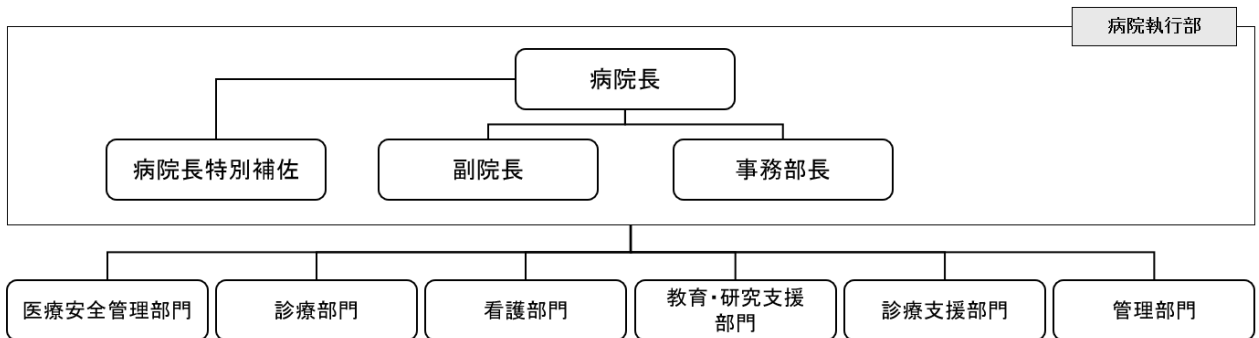 病院執行部
病院長
病院長特別補佐
副院長
事務部長
医療安全管理部門
診療部門
看護部門
教育・研究支援
部門
診療支援部門
管理部門